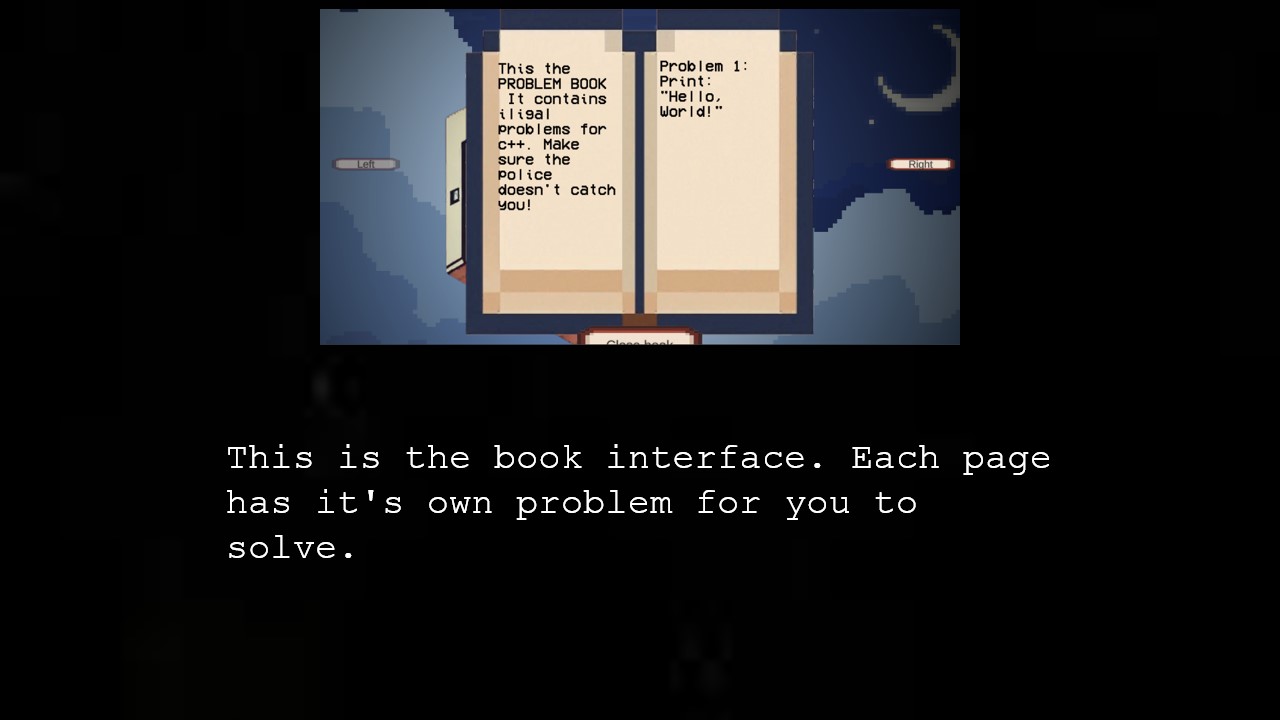 This the
PROBLEM BOOK
It contains
iligal
problems for
c++. Make
sure the
police
doesn't catch
you!
Problem 1:
Print:
"Hello,
World!"
Left
Right
Close book
This is the book interface. Each page
has it's own problem for you to
solve.